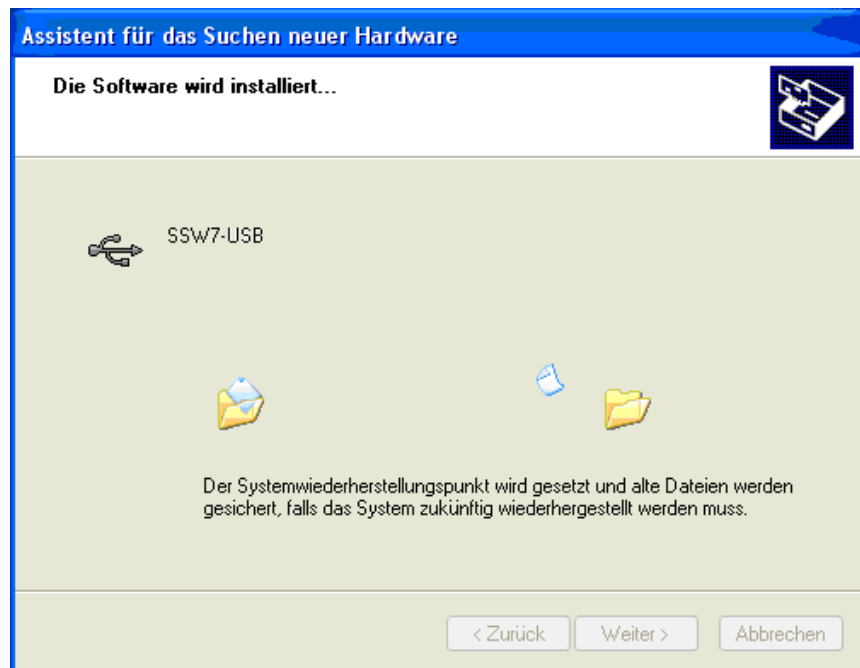 Assistent für das Suchen neuer Hardware
Die Software wird installiert...
SSW7-USB
Der Systemwiederherstellungspunkt wird gesetzt und alte Dateien werden
gesichert, falls das System zukünftig wiederhergestellt werden muss.
< Zurück Weiter > Abbrechen